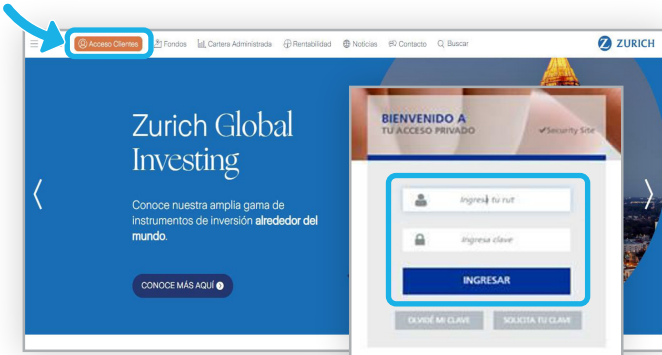 Acceso Clientes Fondos Cartera Administrada Rentabilidad Noticias Contacto Buscar ZURICH
Zurich Global
Investing
Conoce nuestra amplia gama de
instrumentos de inversión alrededor del
mundo.
CONOCE MÁS AQUÍ
BIENVENIDO A
TU ACCESO PRIVADO
Security Site
Ingresa tu rut
Ingresa clave
INGRESAR
OLVIDÉ MI CLAVE SOLICITA TU CLAVE